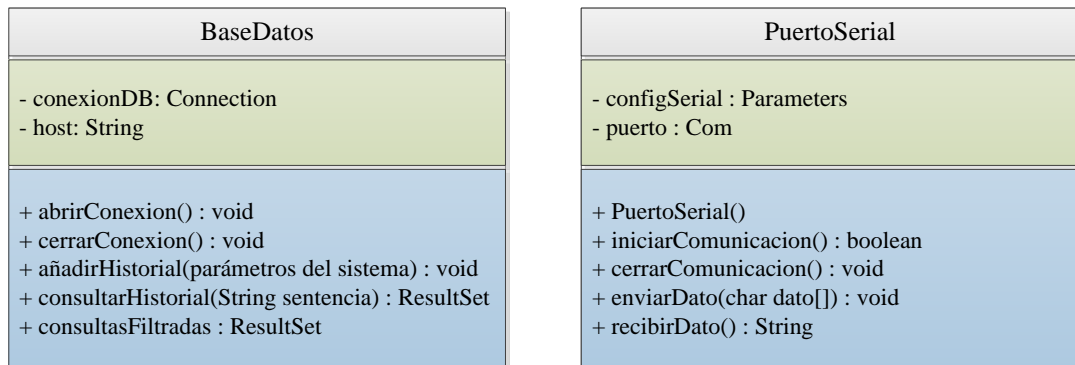 BaseDatos
- conexionDB: Connection
- host: String
+ abrirConexion() : void
+ cerrarConexion() : void
+ añadirHistorial(parámetros del sistema) : void
+ consultarHistorial(String sentencia) : ResultSet
+ consultasFiltradas : ResultSet
PuertoSerial
- configSerial : Parameters
- puerto : Com
+ PuertoSerial()
+ iniciarComunicacion() : boolean
+ cerrarComunicacion() : void
+ enviarDato(char dato[]) : void
+ recibirDato() : String